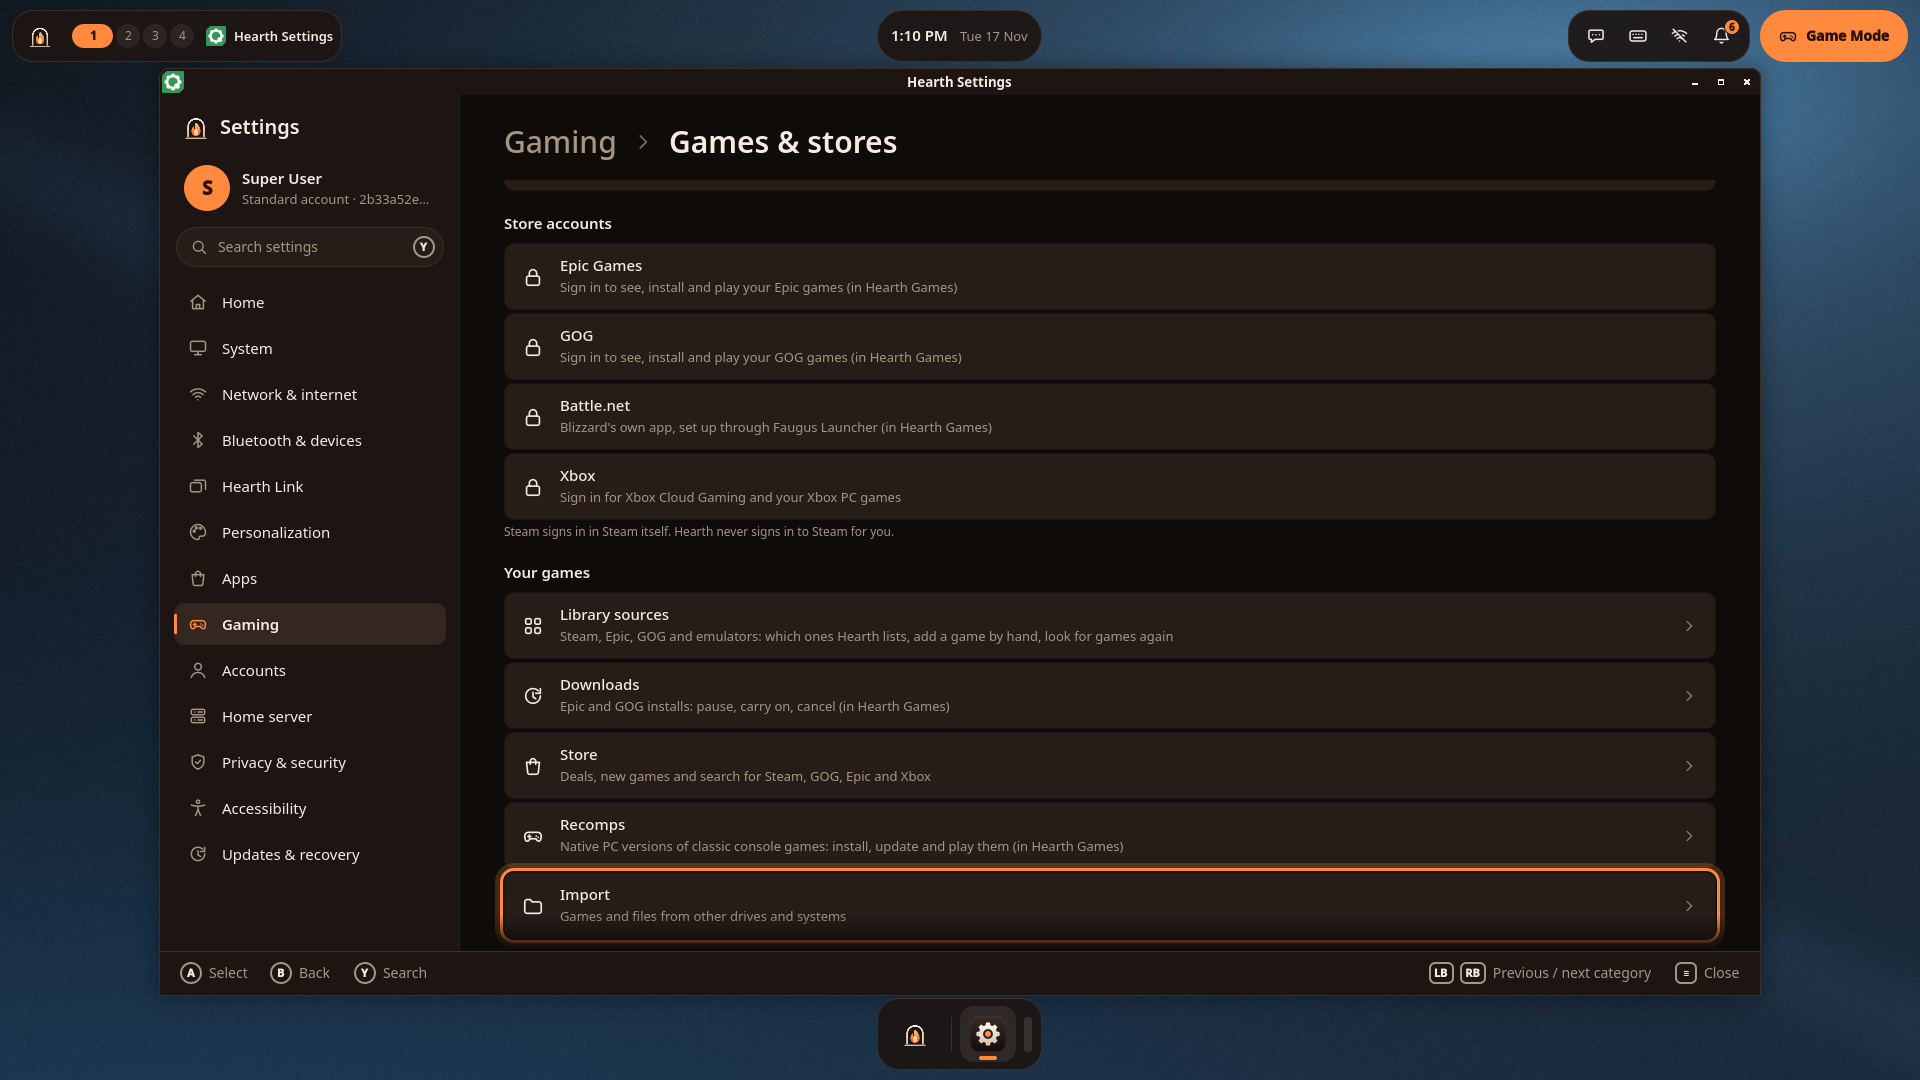 1 2 3 4 Hearth Settings
1:10 PM Tue 17 Nov
6
Game Mode
Hearth Settings
Settings
S
Super User
Standard account · 2b33a52e...
Search settings Y
Home
System
Network & internet
Bluetooth & devices
Hearth Link
Personalization
Apps
Gaming
Accounts
Home server
Privacy & security
Accessibility
Updates & recovery
Gaming > Games & stores
Store accounts
Epic Games
Sign in to see, install and play your Epic games (in Hearth Games)
GOG
Sign in to see, install and play your GOG games (in Hearth Games)
Battle.net
Blizzard's own app, set up through Faugus Launcher (in Hearth Games)
Xbox
Sign in for Xbox Cloud Gaming and your Xbox PC games
Steam signs in in Steam itself. Hearth never signs in to Steam for you.
Your games
Library sources
Steam, Epic, GOG and emulators: which ones Hearth lists, add a game by hand, look for games again
Downloads
Epic and GOG installs: pause, carry on, cancel (in Hearth Games)
Store
Deals, new games and search for Steam, GOG, Epic and Xbox
Recomps
Native PC versions of classic console games: install, update and play them (in Hearth Games)
Import
Games and files from other drives and systems
A Select B Back Y Search
LB RB Previous / next category ≡ Close